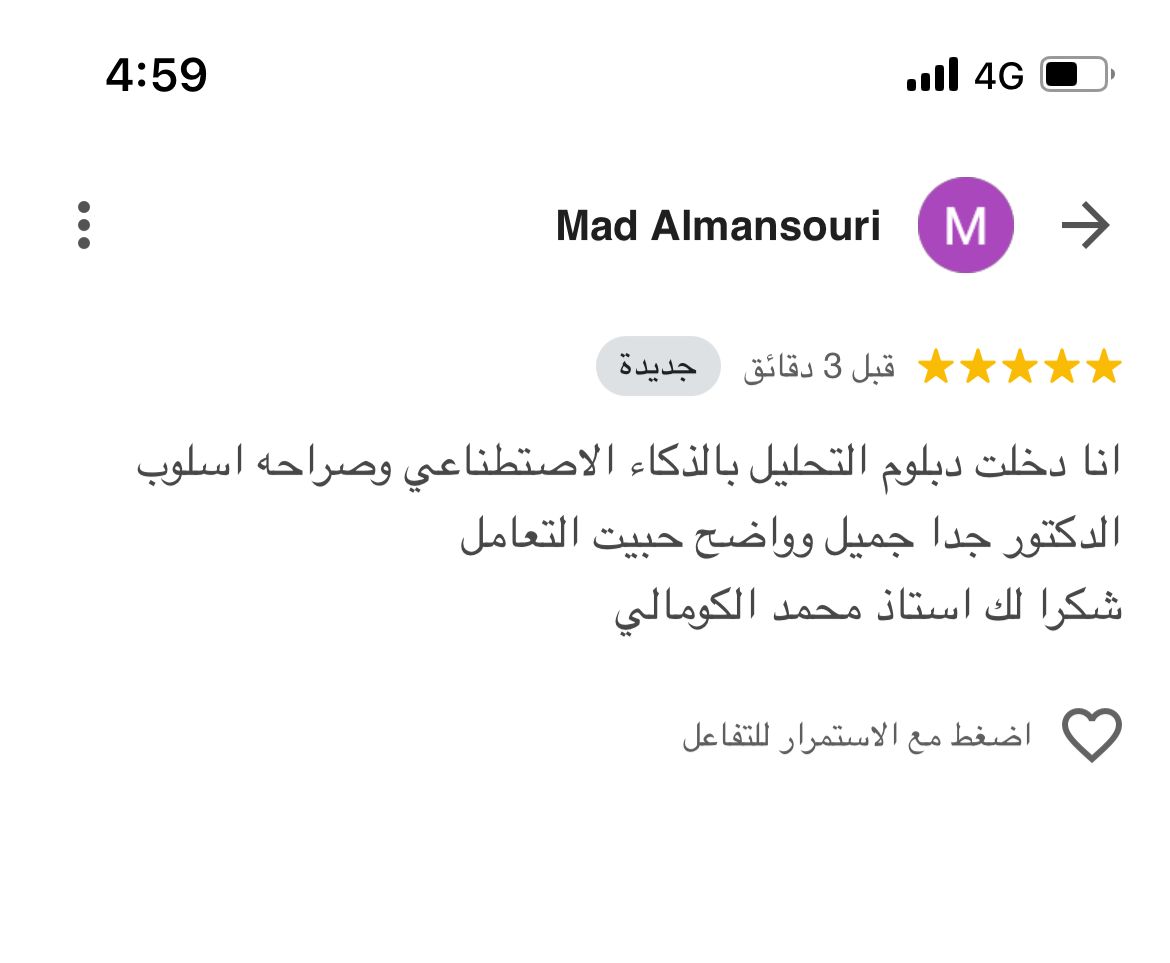 4:59
4G
M
Mad Almansouri
قبل 3 دقائق
جديدة
انا دخلت دبلوم التحليل بالذكاء الاصتطناعي وصراحه اسلوب
الدكتور جدا جميل وواضح حبيت التعامل
شكرا لك استاذ محمد الكومالي
اضغط مع الاستمرار للتفاعل